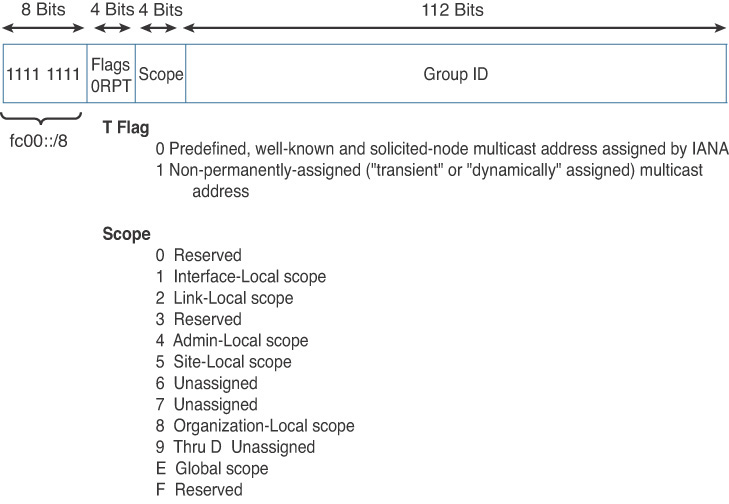 8 Bits 4 Bits 4 Bits 112 Bits
1111 1111 Flags 0RPT Scope Group ID
fc00::/8
T Flag
0 Predefined, well-known and solicited-node multicast address assigned by IANA
1 Non-permanently-assigned ("transient" or "dynamically" assigned) multicast
address
Scope
0 Reserved
1 Interface-Local scope
2 Link-Local scope
3 Reserved
4 Admin-Local scope
5 Site-Local scope
6 Unassigned
7 Unassigned
8 Organization-Local scope
9 Thru D Unassigned
E Global scope
F Reserved